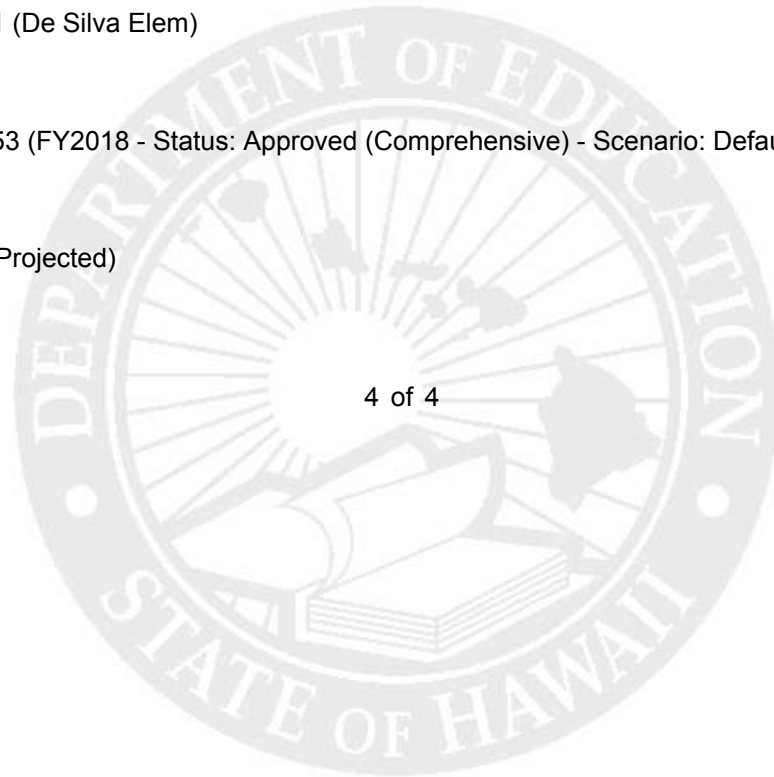 (De Silva Elem)
53 (FY2018 - Status: Approved (Comprehensive) - Scenario:
Projected)
4 of 4
DEPARTMENT OF EDUCATION
STATE OF HAWAII